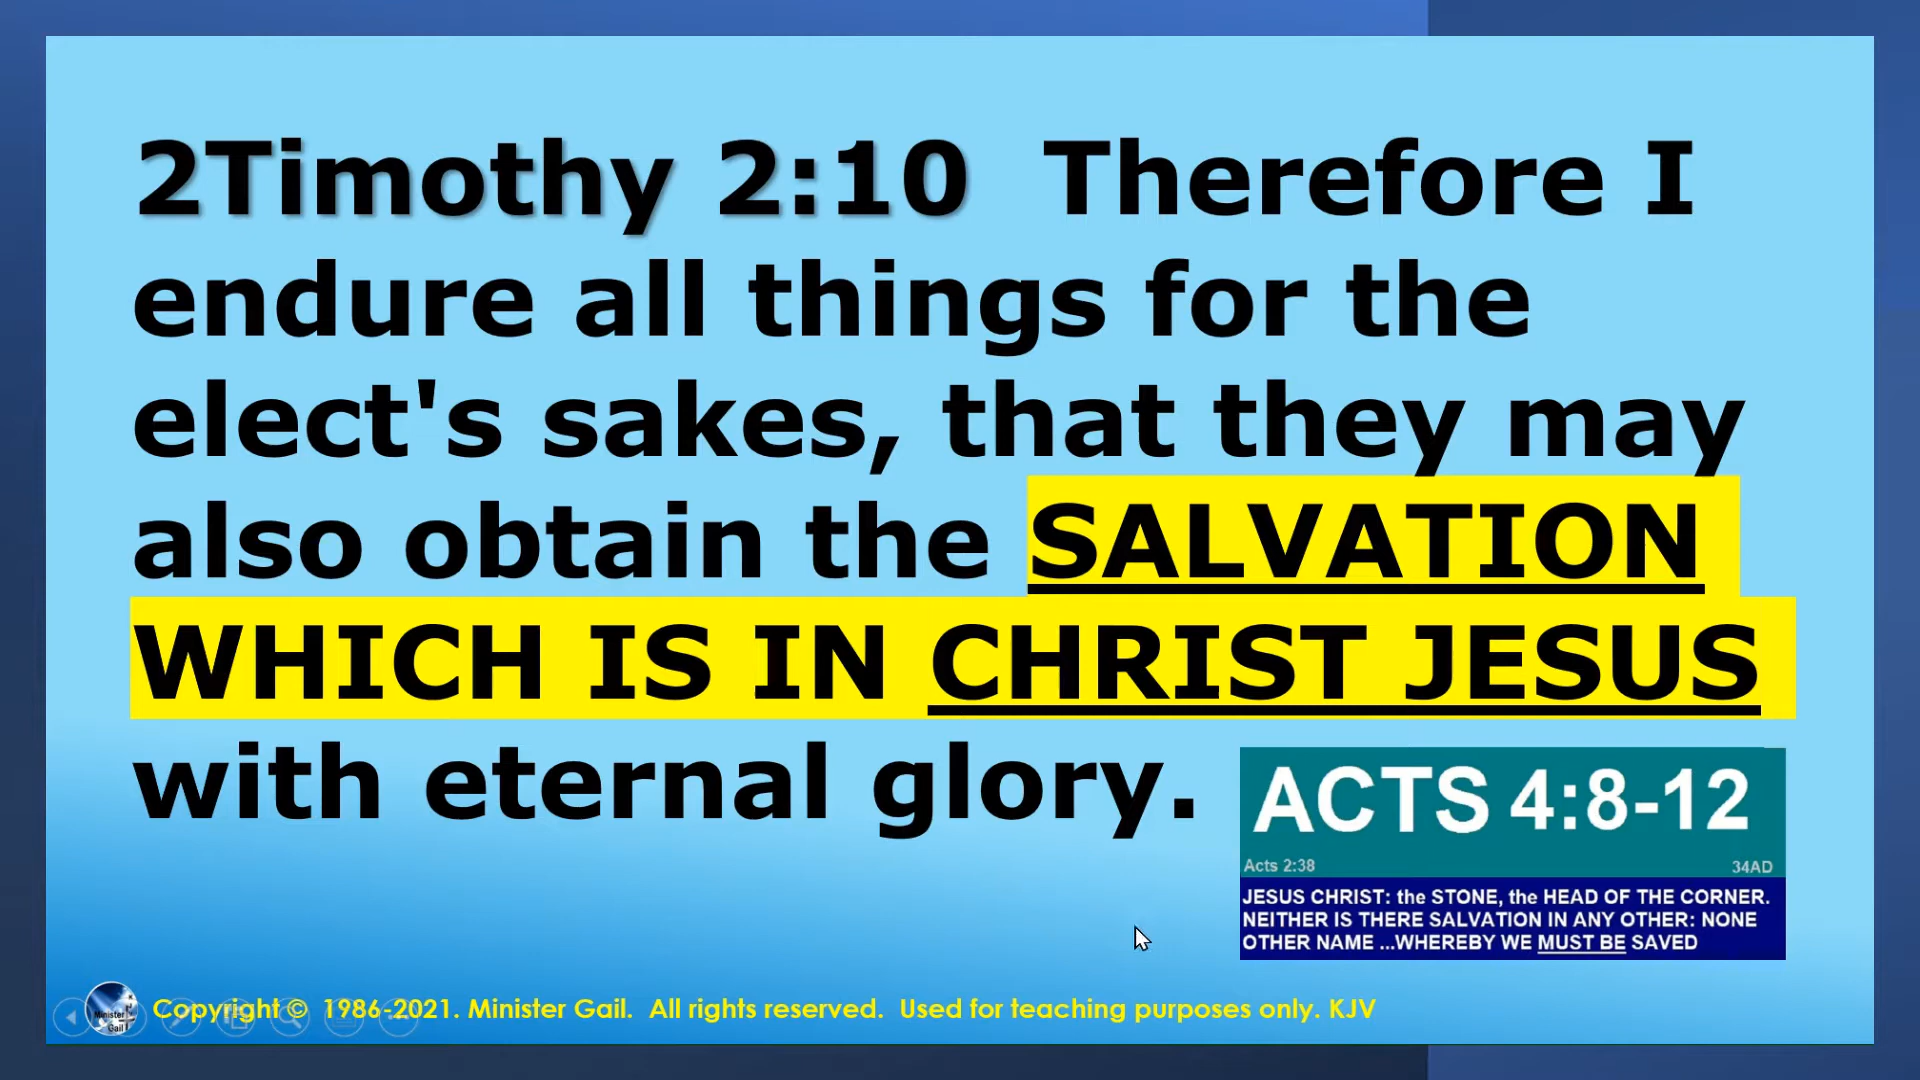 2Timothy 2:10  Therefore I
endure all things for the
elect's sakes, that they may
also obtain the SALVATION
WHICH IS IN CHRIST JESUS
with eternal glory.
ACTS 4:8-12
Acts 2:38 34AD
JESUS CHRIST: the STONE, the HEAD OF THE CORNER.
NEITHER IS THERE SALVATION IN ANY OTHER: NONE
OTHER NAME ...WHEREBY WE MUST BE SAVED
Minister
Gail
Copyright ©  1986-2021. Minister Gail.  All rights reserved.  Used for teaching purposes only. KJV